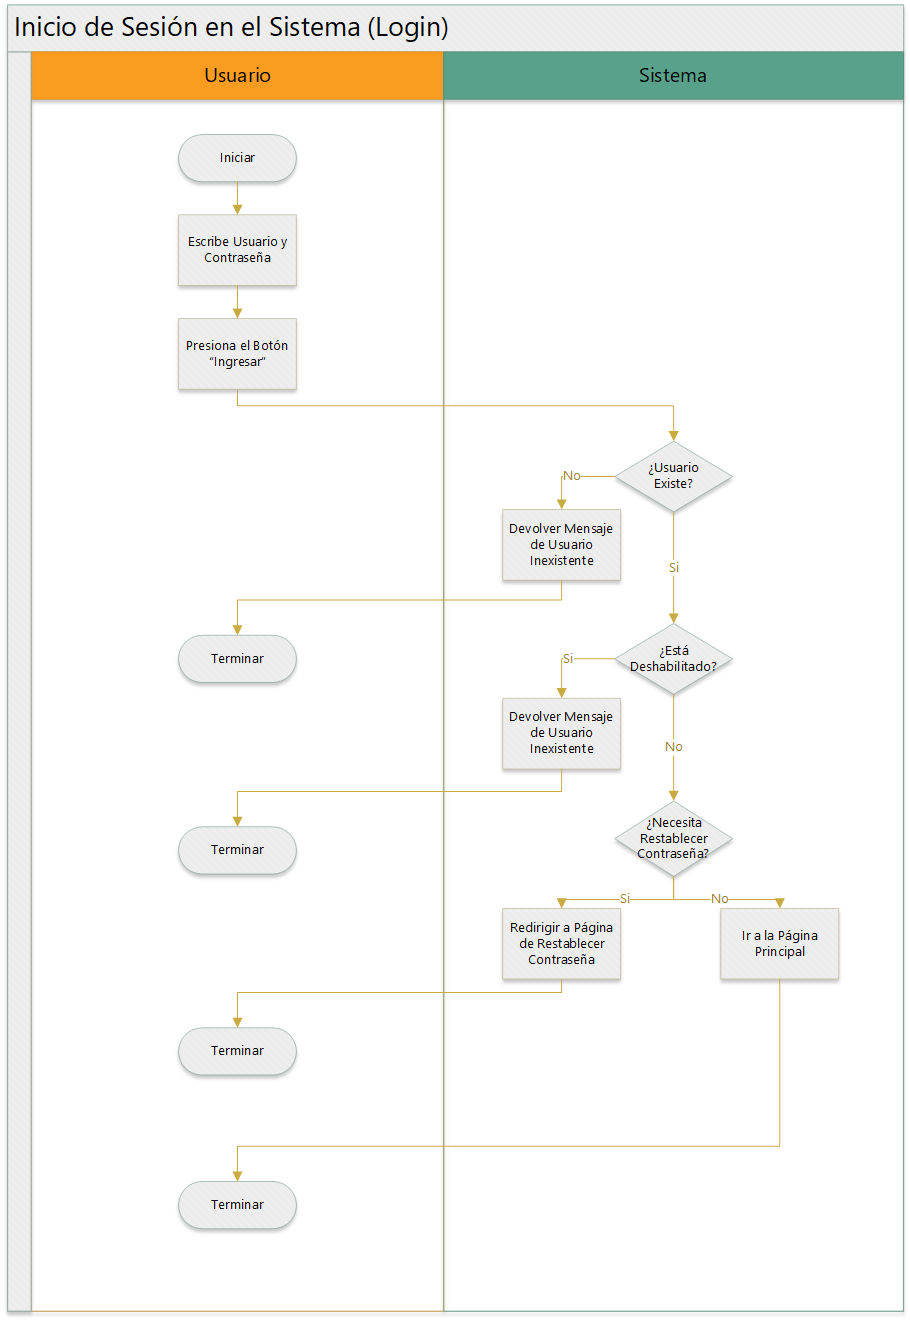 Inicio de Sesión en el Sistema (Login)
Usuario
Sistema
Iniciar
Escribe Usuario y
Contraseña
Presiona el Botón
“Ingresar”
¿Usuario
Existe?
No
Devolver Mensaje
de Usuario
Inexistente
Si
Terminar
¿Está
Deshabilitado?
Si
Devolver Mensaje
de Usuario
Inexistente
No
Terminar
¿Necesita
Restablecer
Contraseña?
Si
No
Redirigir a Página
de Restablecer
Contraseña
Ir a la Página
Principal
Terminar
Terminar